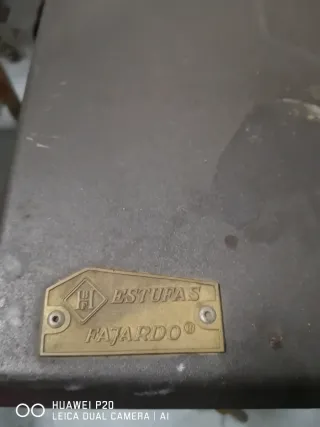 ESTUFAS
FAJARDO®
HUAWEI P20
LEICA DUAL CAMERA | AI